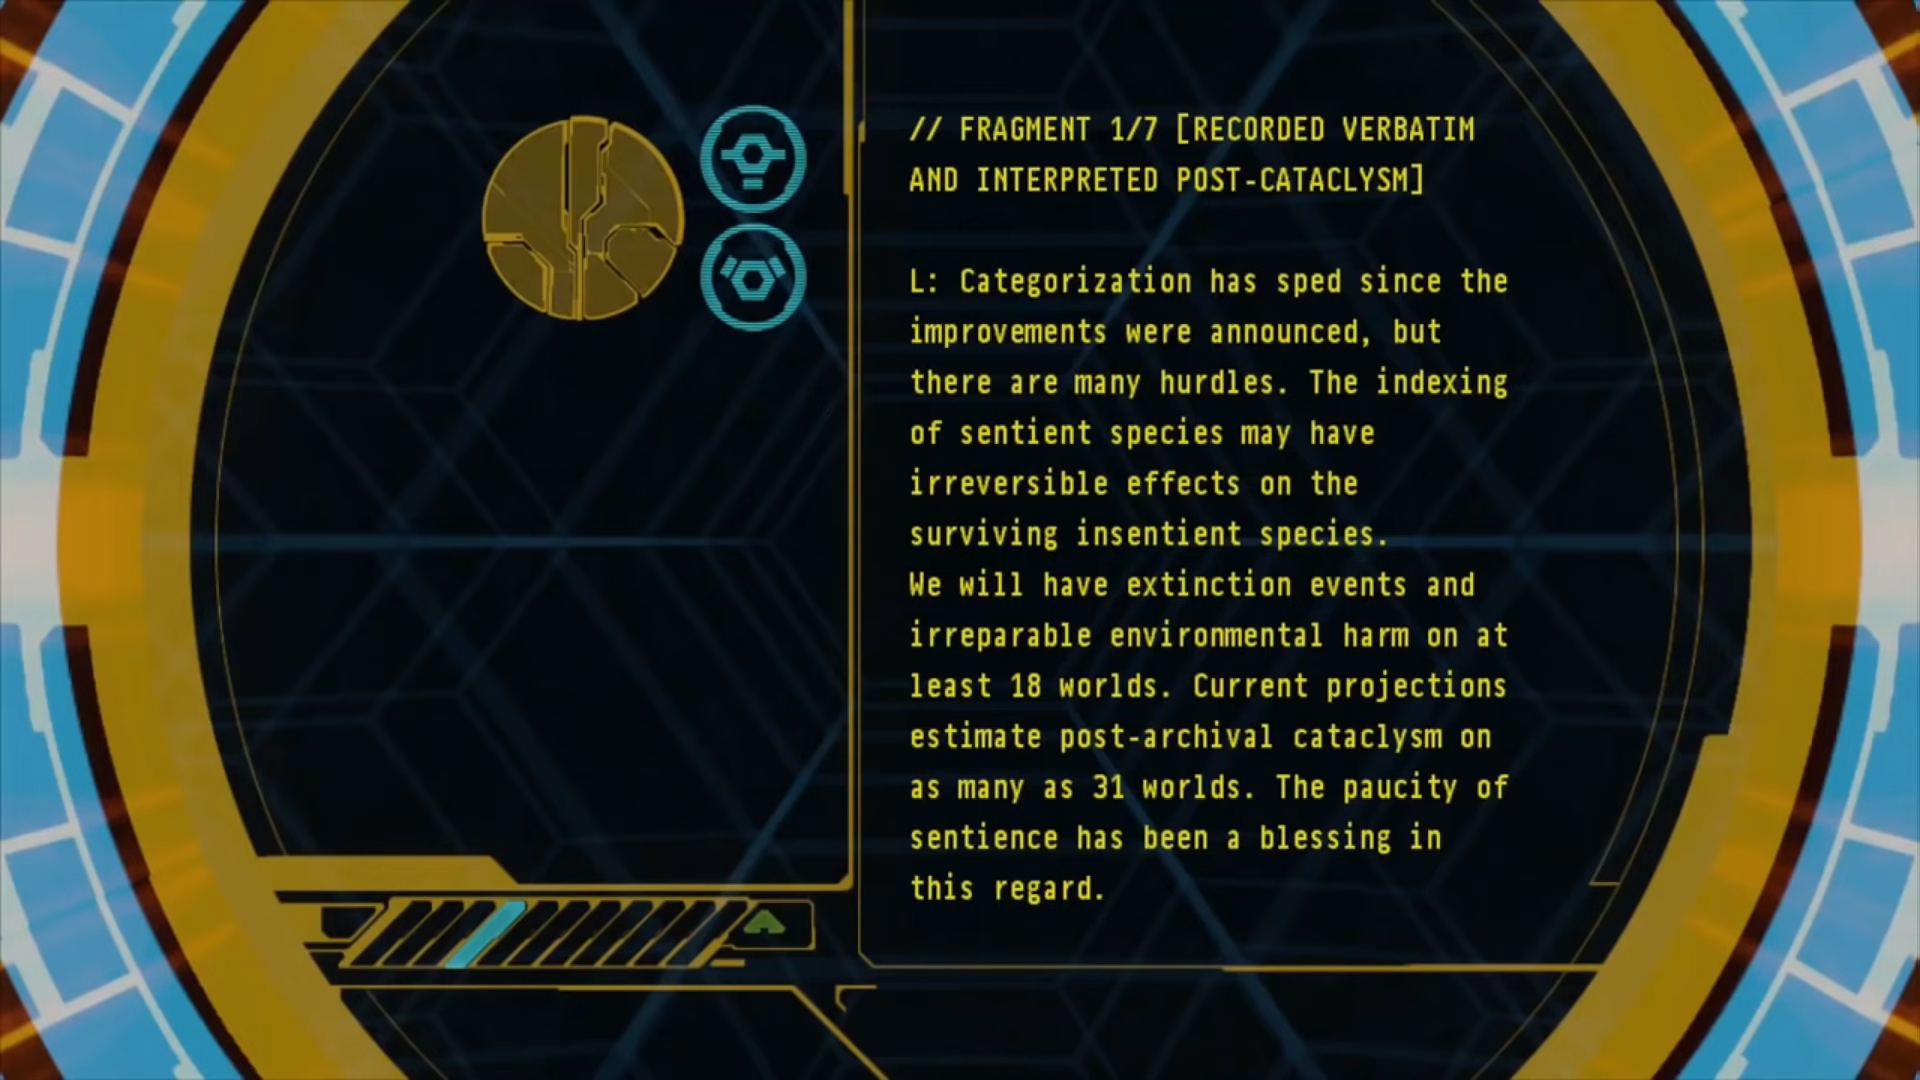 // FRAGMENT 1/7 [RECORDED VERBATIM
AND INTERPRETED POST-CATACLYSM]
L: Categorization has sped since the
improvements were announced, but
there are many hurdles. The indexing
of sentient species may have
irreversible effects on the
surviving insentient species.
We will have extinction events and
irreparable environmental harm on at
least 18 worlds. Current projections
estimate post-archival cataclysm on
as many as 31 worlds. The paucity of
sentience has been a blessing in
this regard.